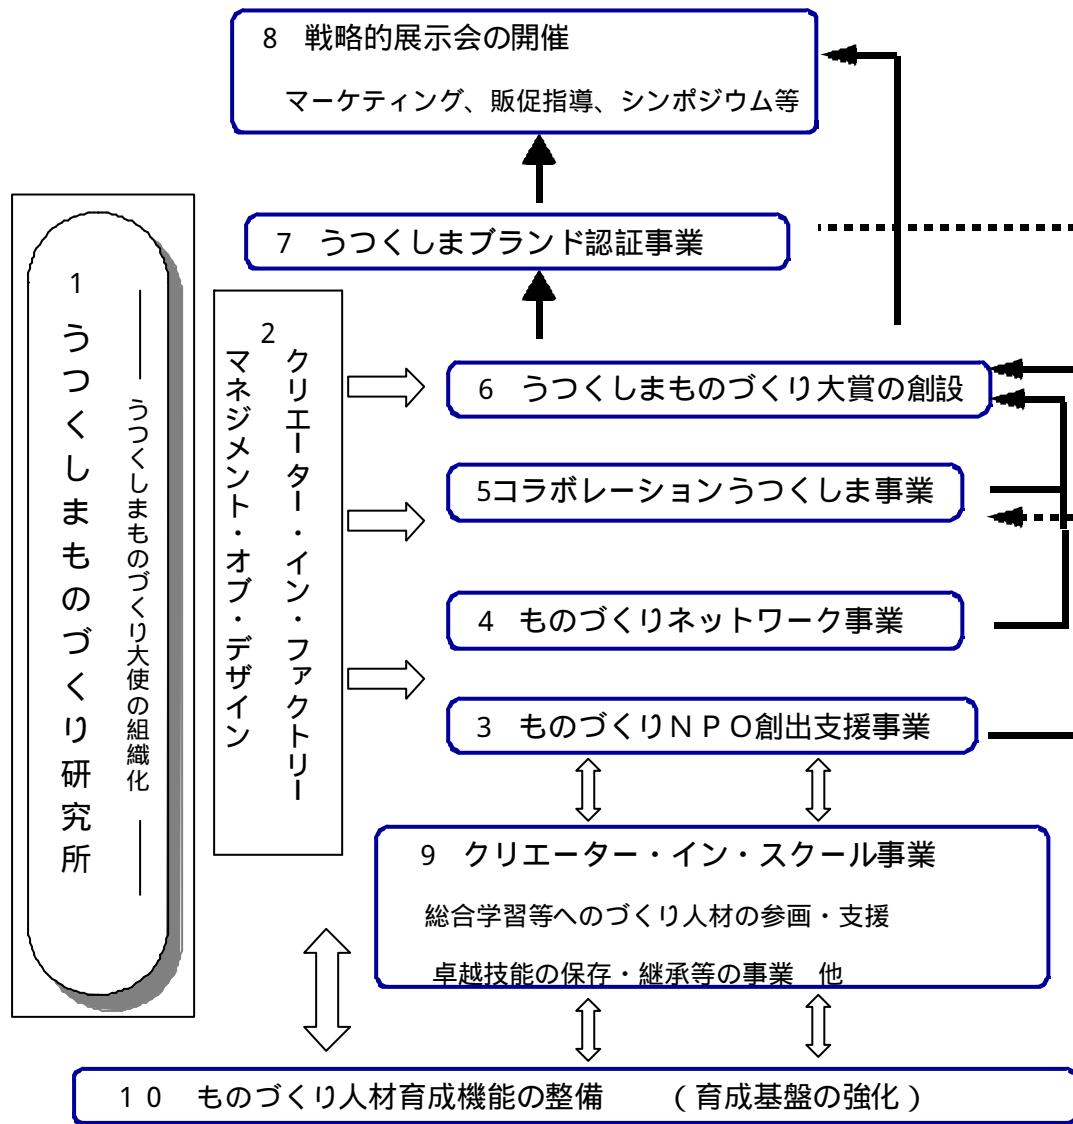 8　戦略的展示会の開催
マーケティング、販促指導、シンポジウム等
7　うつくしまブランド認証事業
1　うつくしまものづくり研究所
―― うつくしまものづくり大使の組織化 ――
2
クリエーター・イン・ファクトリー
マネジメント・オブ・デザイン
6　うつくしまものづくり大賞の創設
5コラボレーションうつくしま事業
4　ものづくりネットワーク事業
3　ものづくりＮＰＯ創出支援事業
9　クリエーター・イン・スクール事業
総合学習等へのづくり人材の参画・支援
卓越技能の保存・継承等の事業　他
１０　ものづくり人材育成機能の整備　　（育成基盤の強化）